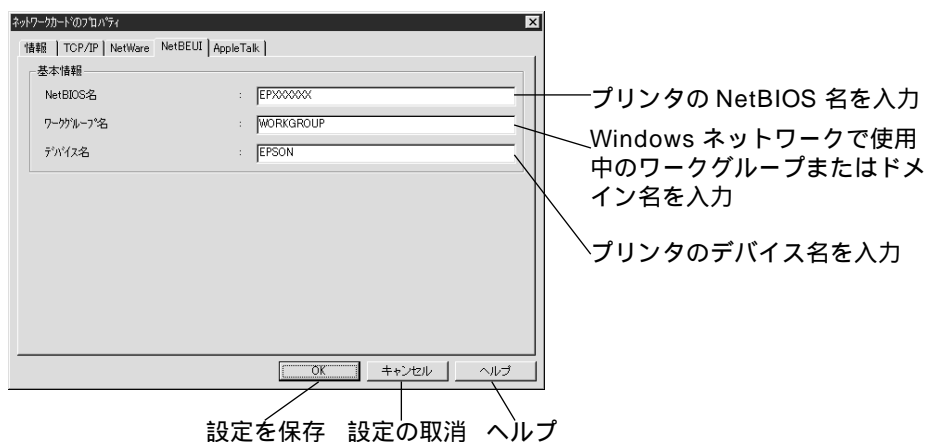 ネットワークカードのプロパティ
情報 TCP/IP NetWare NetBEUI AppleTalk
基本情報
NetBIOS名 : EPXXXXXX
ワークグループ名 : WORKGROUP
デバイス名 : EPSON
プリンタの NetBIOS 名を入力
Windows ネットワークで使用
中のワークグループまたはドメ
イン名を入力
プリンタのデバイス名を入力
OK キャンセル ヘルプ
設定を保存 設定の取消 ヘルプ